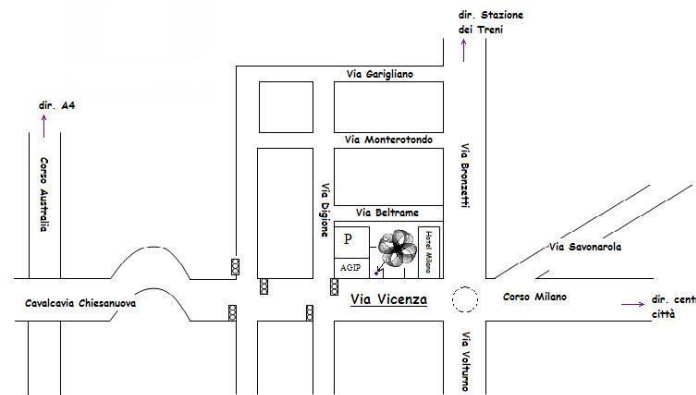 dir. Stazione
dei Treni
Via Garigliano
dir. A4
Via Monterotondo
Corso Australia
Via Digione
Via Bronzetti
Via Beltrame
P
AGIP
Hotel Milano
Via Savonarola
Cavalcavia Chiesanuova
Via Vicenza
Corso Milano
dir. cent
città
Via Volturno